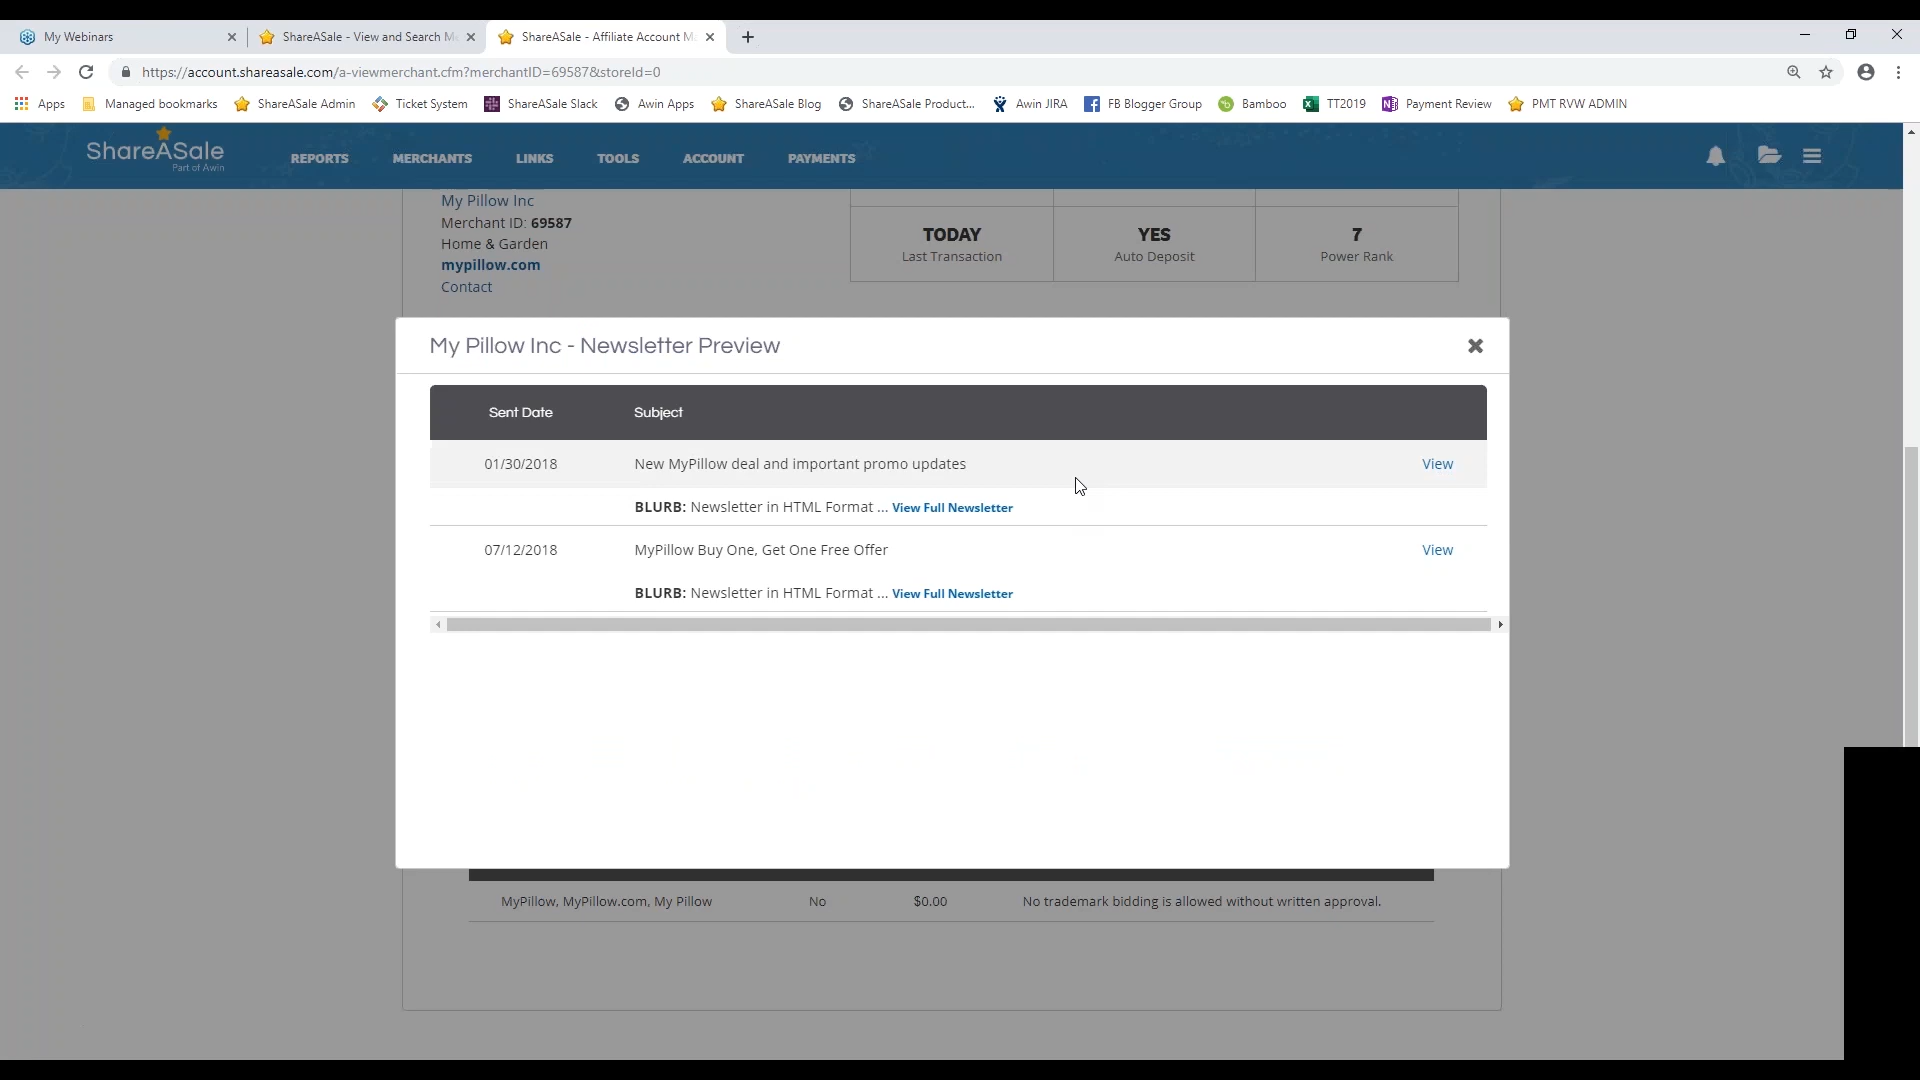 My Webinars
ShareASale - View and Search M
ShareASale - Affiliate Account M
https://account.shareasale.com/a-viewmerchant.cfm?merchantID=69587&storeId=0
Apps Managed bookmarks ShareASale Admin Ticket System ShareASale Slack Awin Apps ShareASale Blog ShareASale Product... Awin JIRA FB Blogger Group Bamboo TT2019 Payment Review PMT RVW ADMIN
ShareASale
Part of Awin
REPORTS MERCHANTS LINKS TOOLS ACCOUNT PAYMENTS
My Pillow Inc
Merchant ID: 69587
Home & Garden
mypillow.com
Contact
TODAY YES 7
Last Transaction Auto Deposit Power Rank
My Pillow Inc - Newsletter Preview
Sent Date Subject
01/30/2018 New MyPillow deal and important promo updates View
BLURB: Newsletter in HTML Format ... View Full Newsletter
07/12/2018 MyPillow Buy One, Get One Free Offer View
BLURB: Newsletter in HTML Format ... View Full Newsletter
MyPillow, MyPillow.com, My Pillow No $0.00 No trademark bidding is allowed without written approval.